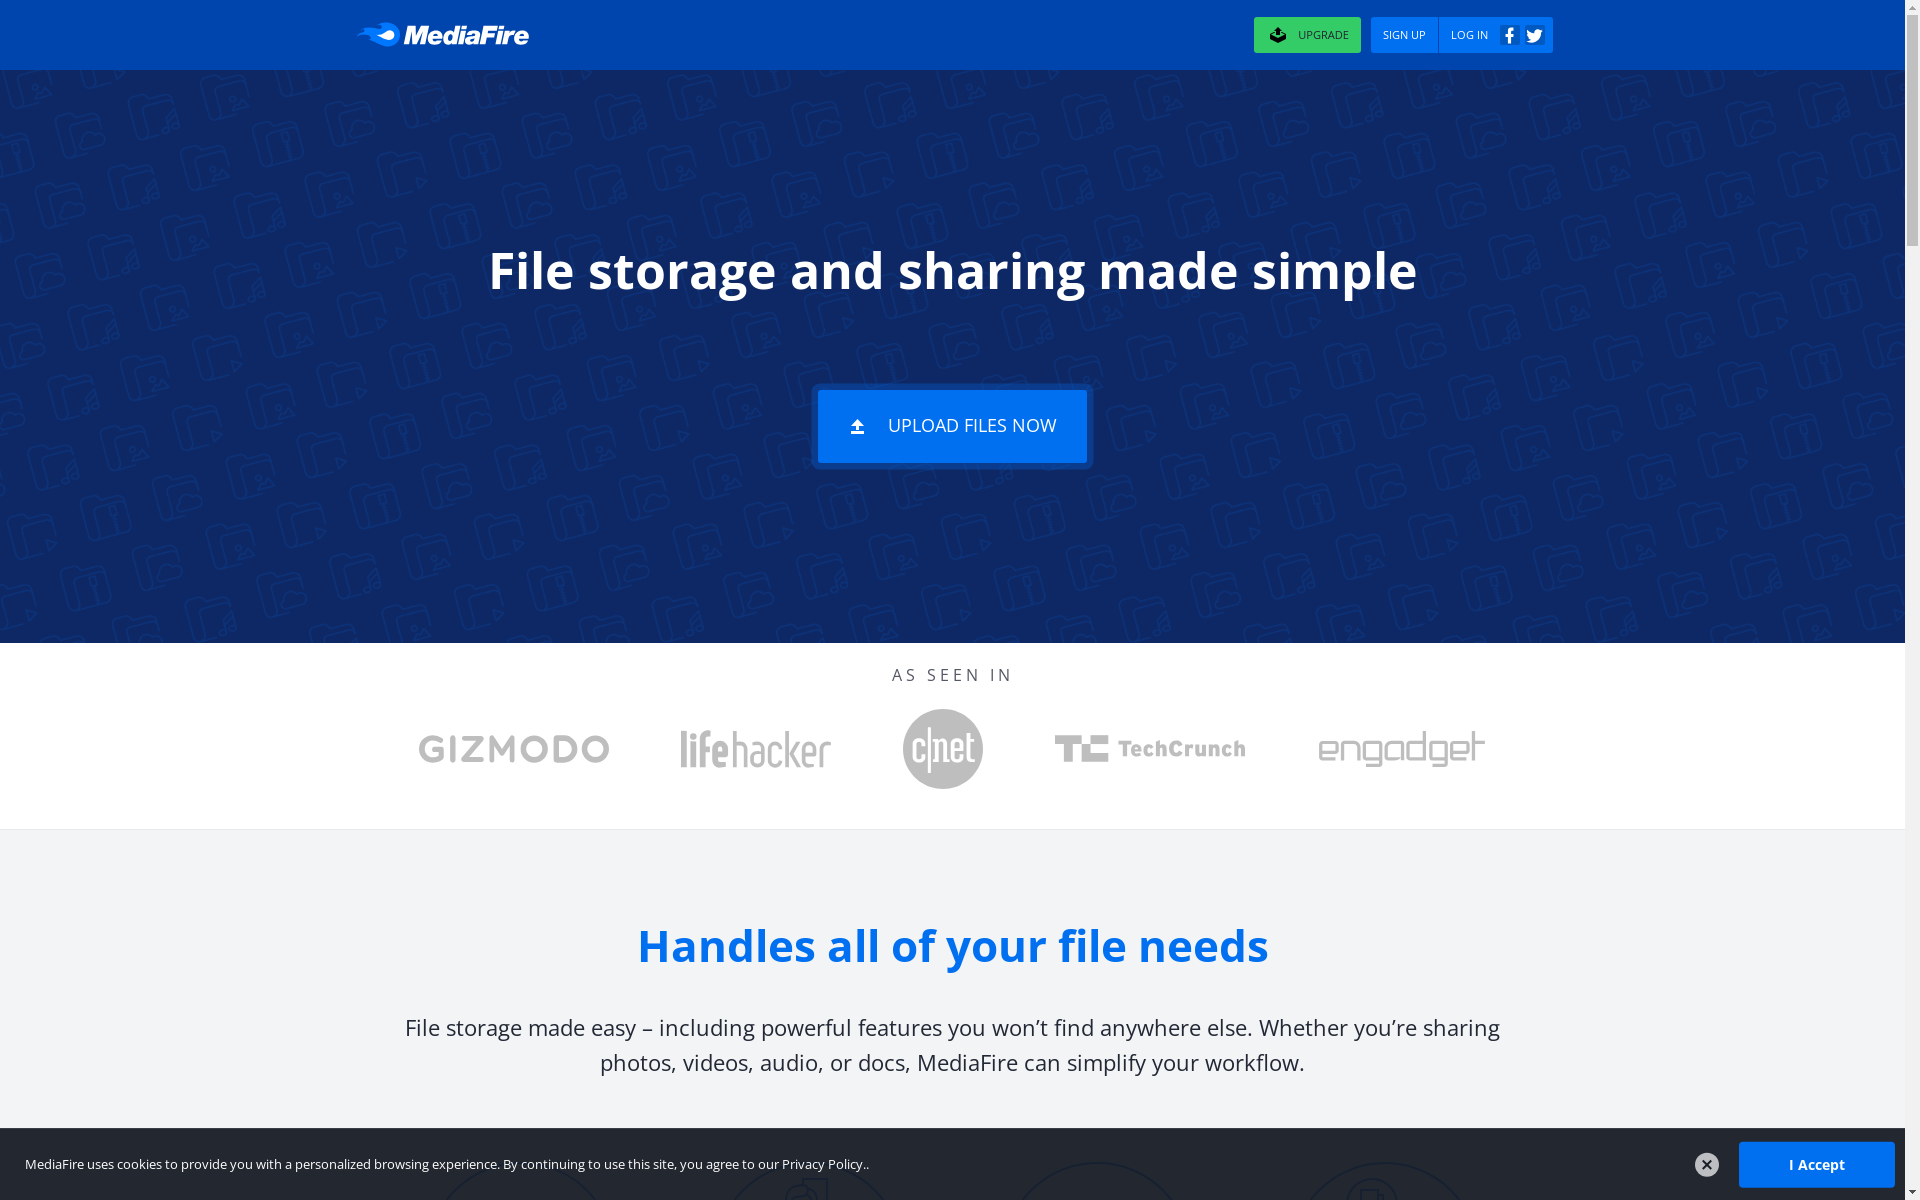 MediaFire
UPGRADE
SIGN UP
LOG IN
File storage and sharing made simple
UPLOAD FILES NOW
AS SEEN IN
GIZMODO
lifehacker
c|net
TC TechCrunch
engadget
Handles all of your file needs
File storage made easy – including powerful features you won’t find anywhere else. Whether you’re sharing
photos, videos, audio, or docs, MediaFire can simplify your workflow.
MediaFire uses cookies to provide you with a personalized browsing experience. By continuing to use this site, you agree to our Privacy Policy..
I Accept